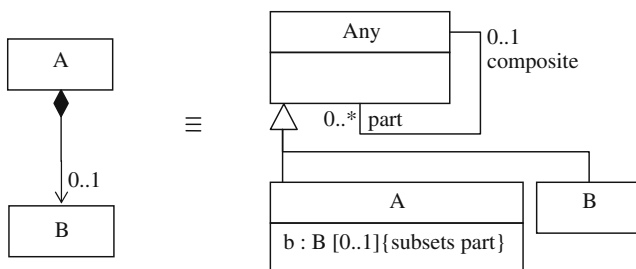 A
0..1
B
≡
Any
0..1
composite
0..* part
A
b : B [0..1]{subsets part}
B